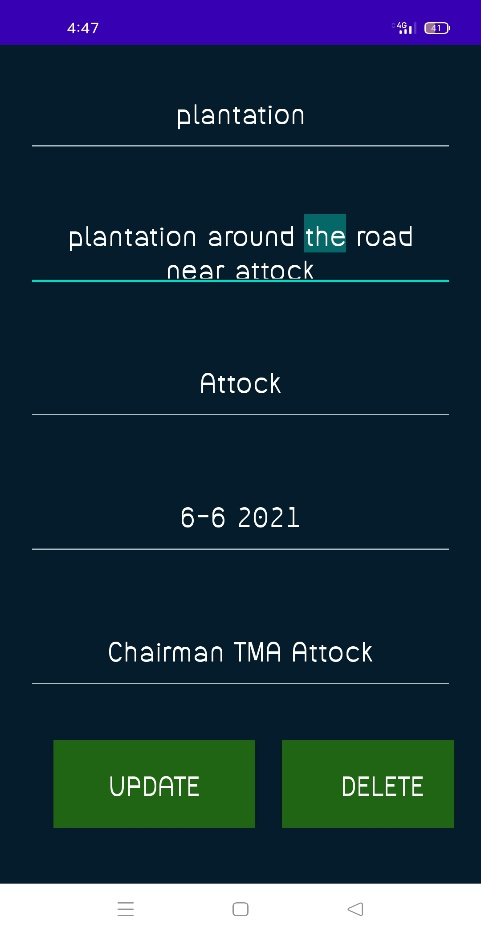 4:47
4G
41
plantation
plantation around the road
near attock
Attock
6-6 2021
Chairman TMA Attock
UPDATE
DELETE